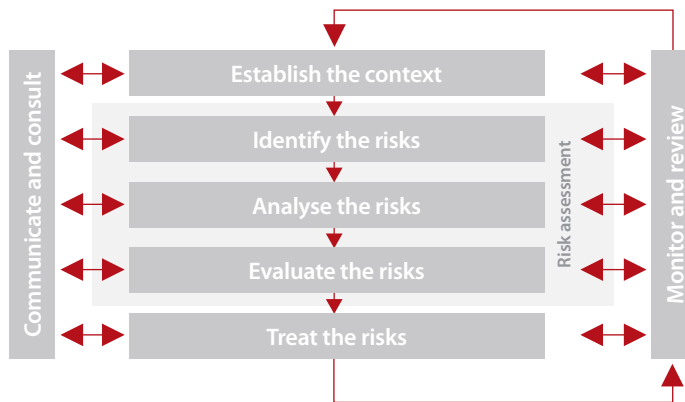 Communicate and consult
Establish the context
Identify the risks
Analyse the risks
Evaluate the risks
Treat the risks
Risk assessment
Monitor and review